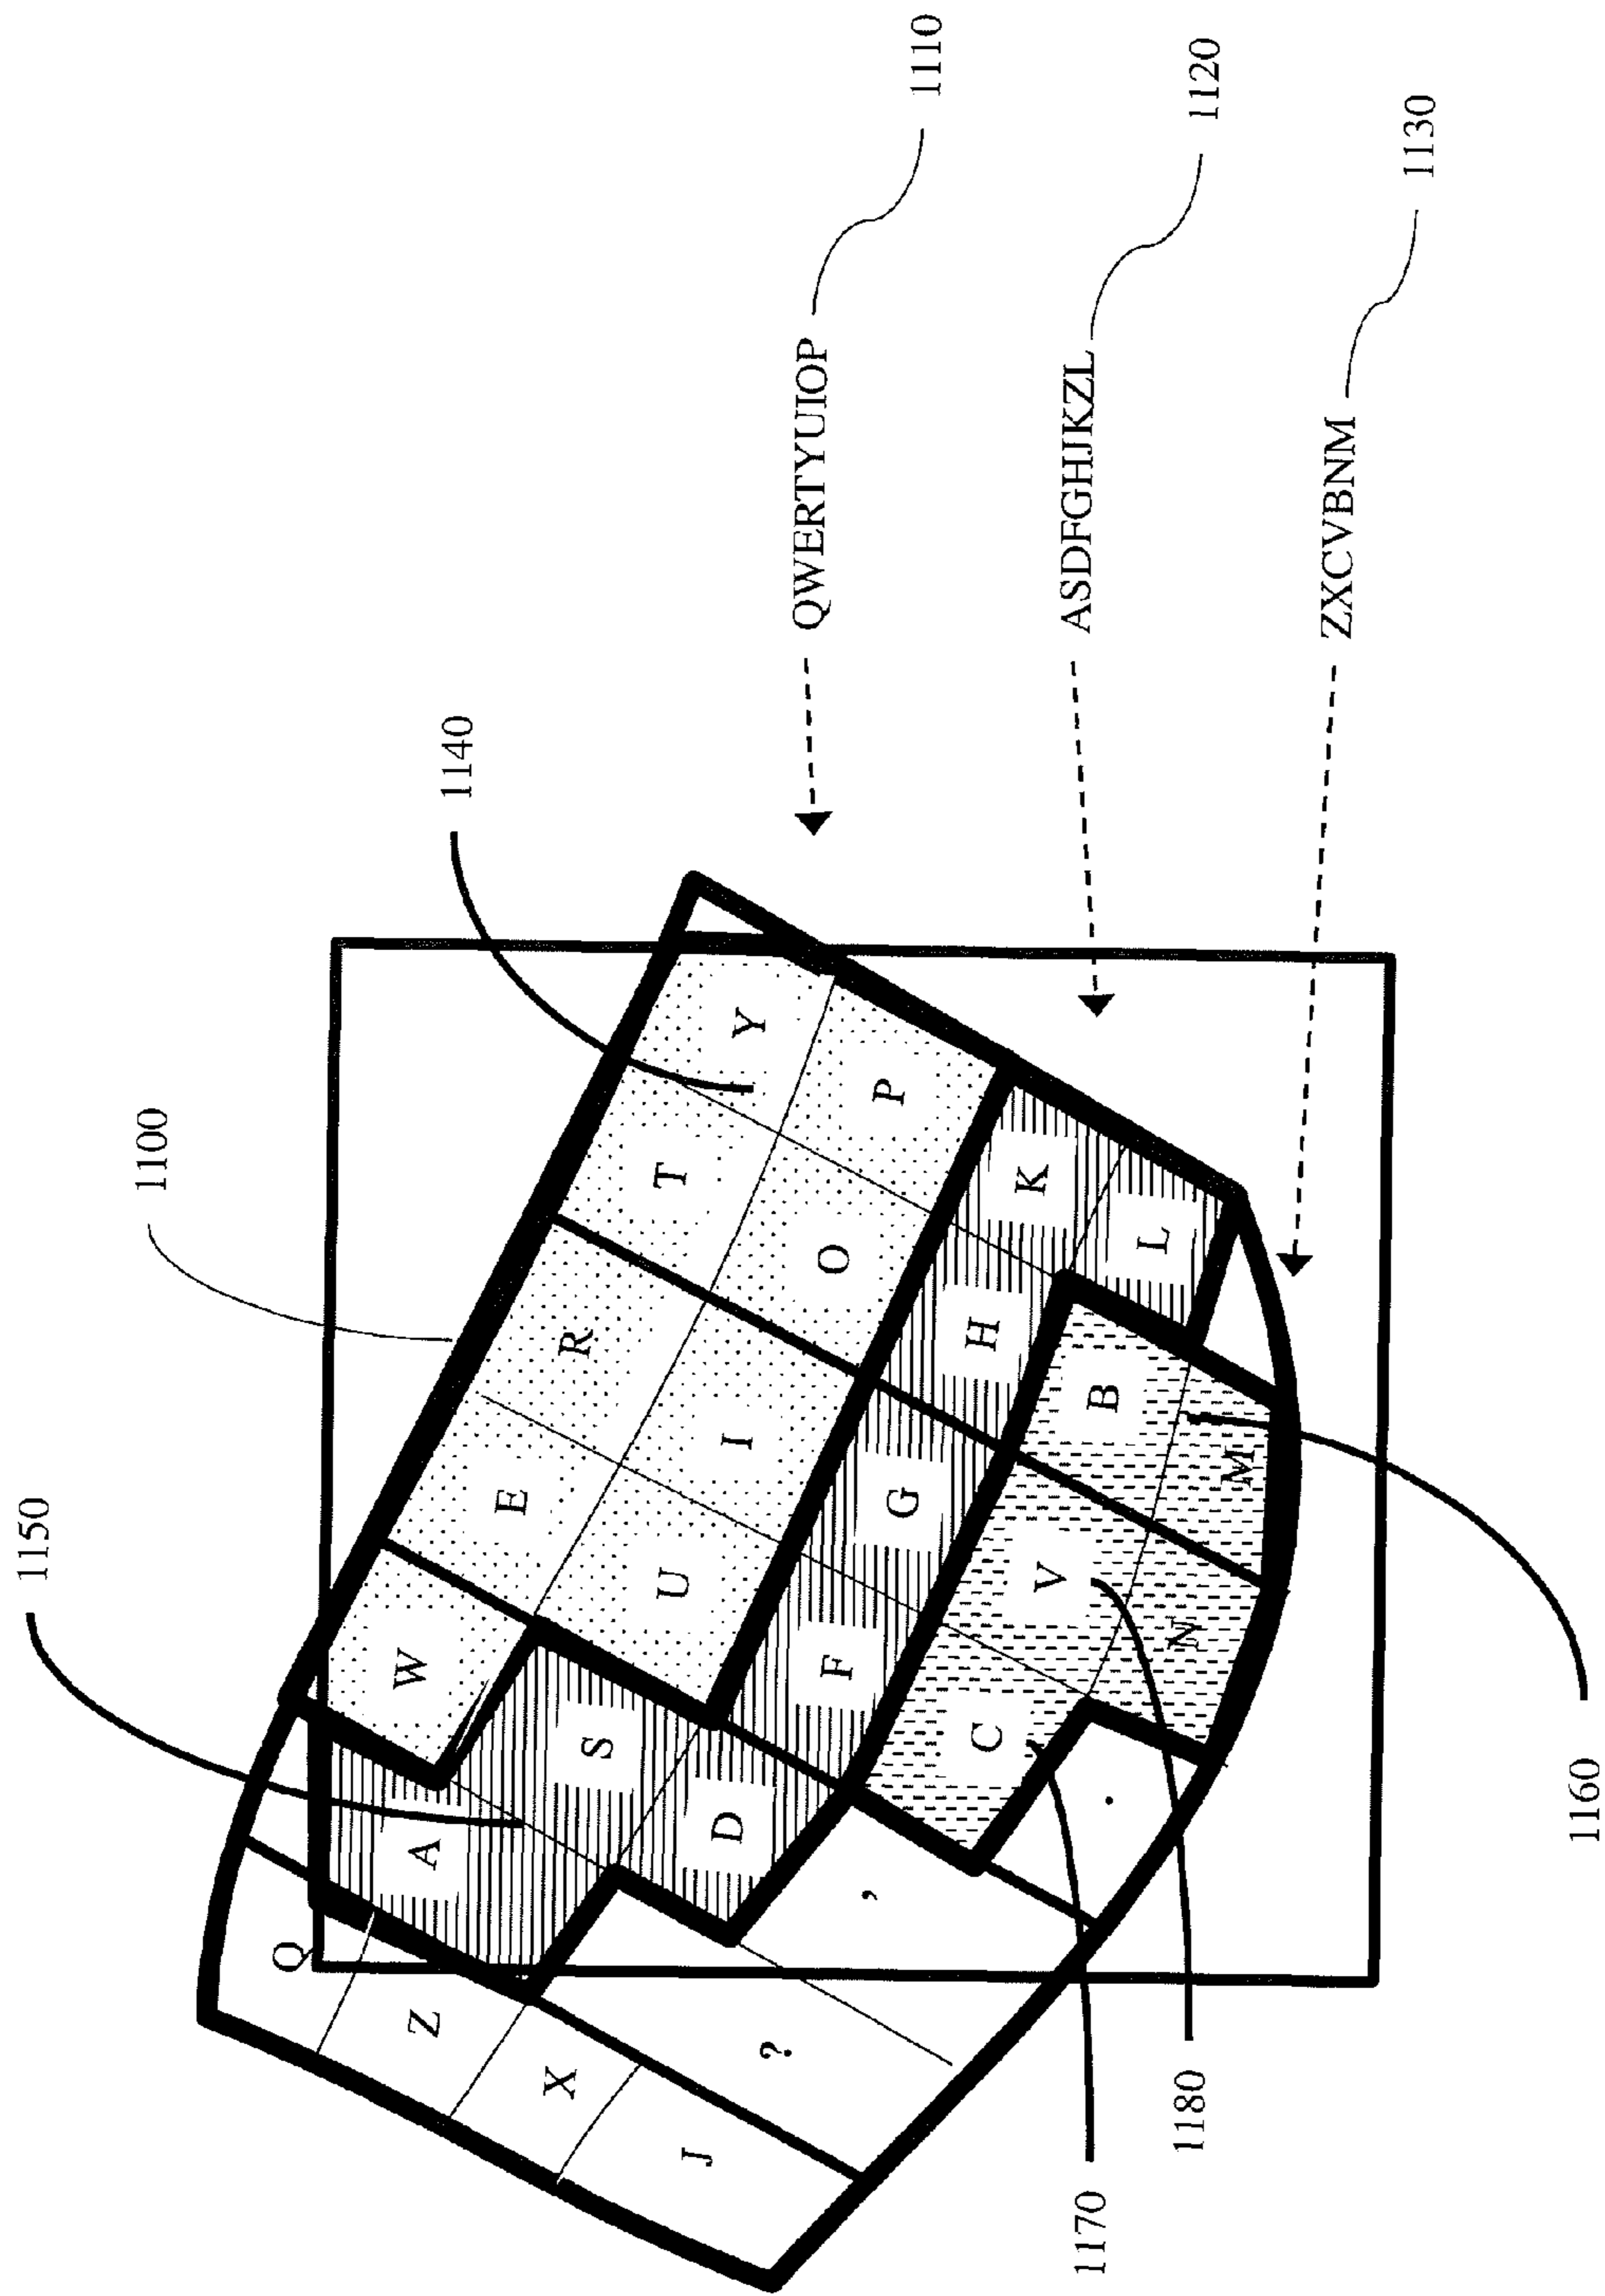 1150
1100
1140
1110
1120
1130
QWERTYUIOP
ASDFGHJKZL
ZXCVBNM
Q
W
E
R
T
Y
Z
A
S
U
I
O
P
X
D
F
G
H
K
J
?
,
C
V
B
L
.
N
M
1170
1180
1160